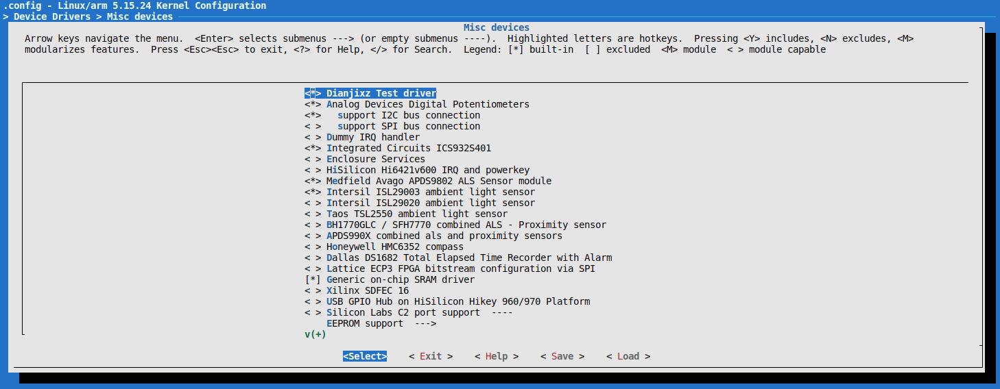 .config - Linux/arm 5.15.24 Kernel Configuration
> Device Drivers > Misc devices
Misc devices
Arrow keys navigate the menu.  <Enter> selects submenus ---> (or empty submenus ----).  Highlighted letters are hotkeys.  Pressing <Y> includes, <N> excludes, <M>
modularizes features.  Press <Esc><Esc> to exit, <?> for Help, </> for Search.  Legend: [*] built-in  [ ] excluded  <M> module  < > module capable
<*> Dianjixz Test driver
<*> Analog Devices Digital Potentiometers
<*>   support I2C bus connection
< >   support SPI bus connection
< > Dummy IRQ handler
<*> Integrated Circuits ICS932S401
< > Enclosure Services
< > HiSilicon Hi6421v600 IRQ and powerkey
<*> Medfield Avago APDS9802 ALS Sensor module
<*> Intersil ISL29003 ambient light sensor
< > Intersil ISL29020 ambient light sensor
< > Taos TSL2550 ambient light sensor
< > BH1770GLC / SFH7770 combined ALS - Proximity sensor
< > APDS990X combined als and proximity sensors
< > Honeywell HMC6352 compass
< > Dallas DS1682 Total Elapsed Time Recorder with Alarm
< > Lattice ECP3 FPGA bitstream configuration via SPI
[*] Generic on-chip SRAM driver
< > Xilinx SDFEC 16
< > USB GPIO Hub on HiSilicon Hikey 960/970 Platform
< > Silicon Labs C2 port support  ----
EEPROM support  --->
v(+)
<Select>    < Exit >    < Help >    < Save >    < Load >